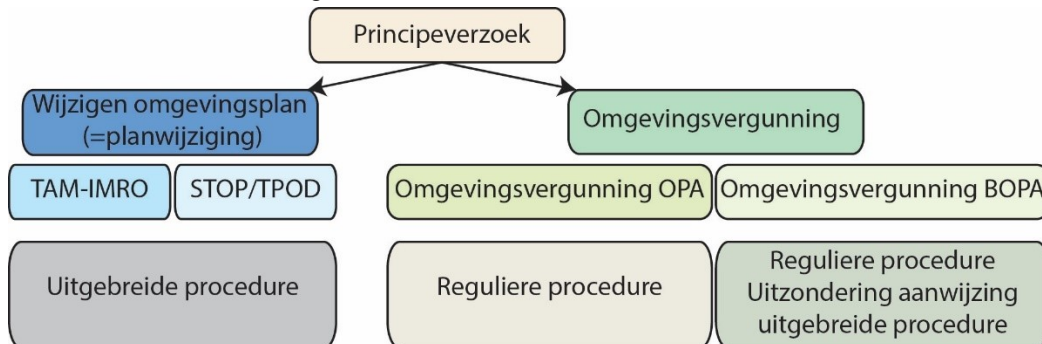 Principeverzoek
Wijzigen omgevingsplan
(=planwijziging)
Omgevingsvergunning
TAM-IMRO
STOP/TPOD
Omgevingsvergunning OPA
Omgevingsvergunning BOPA
Uitgebreide procedure
Reguliere procedure
Reguliere procedure
Uitzondering aanwijzing
uitgebreide procedure